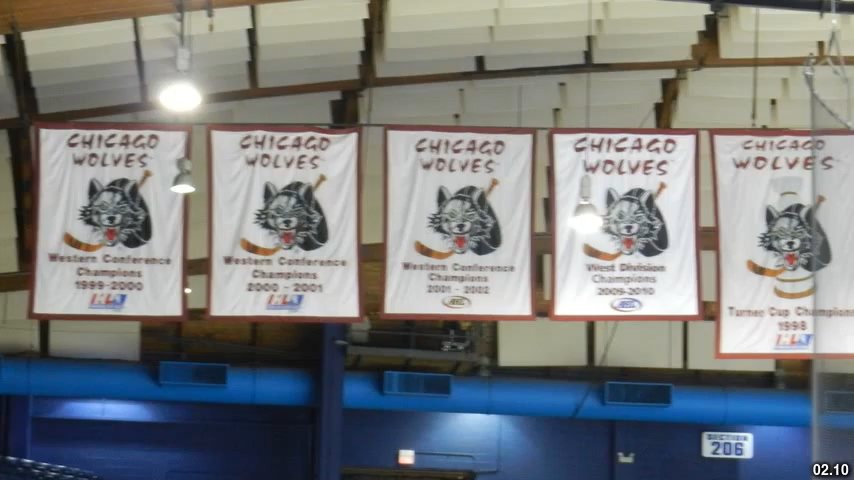 CHICAGO
WOLVES
Western Conference
Champions
1999-2000
IHL
CHICAGO
WOLVES
Western Conference
Champions
2000 - 2001
IHL
CHICAGO
WOLVES
Western Conference
Champions
2001 - 2002
AHL
CHICAGO
WOLVES
West Division
Champions
2009-2010
AHL
CHICAGO
WOLVES
Turner Cup Champions
1998
IHL
SECTION
206
02.10